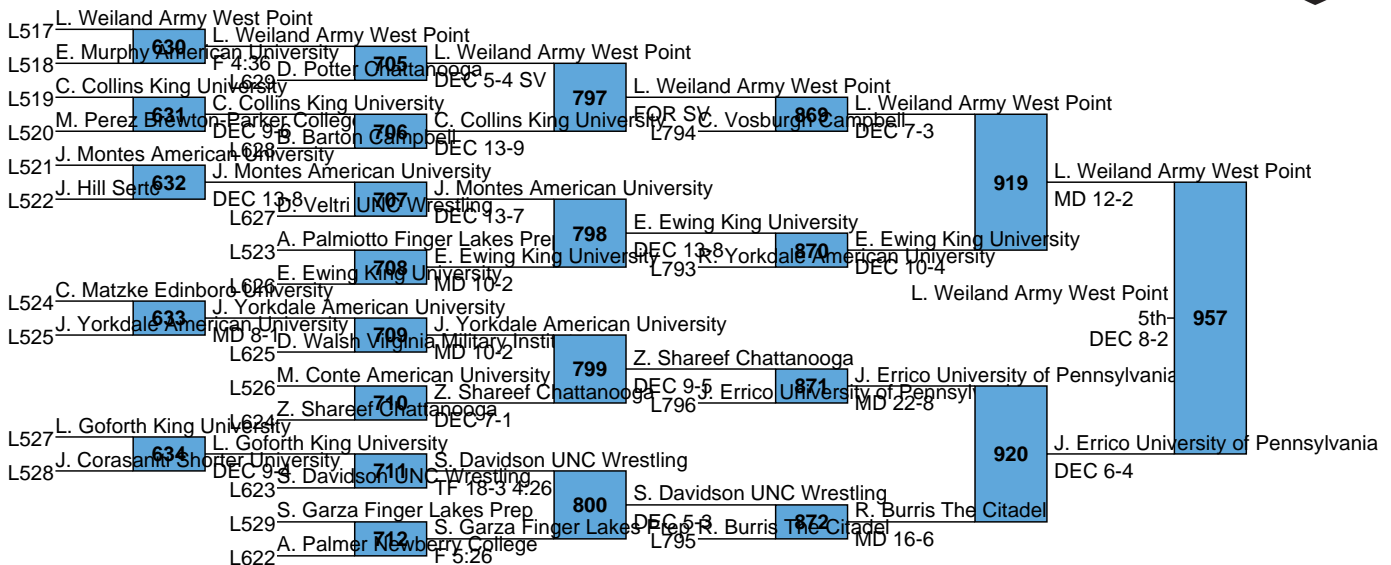 L. Weiland Army West Point
L517
630
L. Weiland Army West Point
E. Murphy American University
L518
F 4:36
705
L. Weiland Army West Point
D. Potter Chattanooga
L629
DEC 5-4 SV
C. Collins King University
L519
797
L. Weiland Army West Point
631
C. Collins King University
FOR SV
M. Perez Brewton-Parker College
L520
DEC 9-6
706
C. Collins King University
B. Barton Campbell
L628
DEC 13-9
869
L. Weiland Army West Point
C. Vosburgh Campbell
L794
DEC 7-3
J. Montes American University
L521
632
J. Montes American University
J. Hill Serto
L522
DEC 13-8
707
J. Montes American University
D. Veltri UNC Wrestling
L627
DEC 13-7
919
L. Weiland Army West Point
MD 12-2
798
E. Ewing King University
DEC 13-8
A. Palmiotto Finger Lakes Prep
L523
708
E. Ewing King University
E. Ewing King University
L626
MD 10-2
870
E. Ewing King University
R. Yorkdale American University
L793
DEC 10-4
C. Matzke Edinboro University
L524
633
J. Yorkdale American University
J. Yorkdale American University
L525
MD 8-1
709
J. Yorkdale American University
D. Walsh Virginia Military Instit
L625
MD 10-2
L. Weiland Army West Point
5th
957
DEC 8-2
799
Z. Shareef Chattanooga
DEC 9-5
M. Conte American University
L526
710
Z. Shareef Chattanooga
Z. Shareef Chattanooga
L624
DEC 7-1
871
J. Errico University of Pennsylvania
J. Errico University of Pennsylv
L796
MD 22-8
L. Goforth King University
L527
634
L. Goforth King University
J. Corasaniti Shorter University
L528
DEC 9-4
711
S. Davidson UNC Wrestling
S. Davidson UNC Wrestling
L623
TF 18-3 4:26
920
J. Errico University of Pennsylvania
DEC 6-4
800
S. Davidson UNC Wrestling
DEC 5-3
S. Garza Finger Lakes Prep
L529
712
S. Garza Finger Lakes Prep
A. Palmer Newberry College
L622
F 5:26
872
R. Burris The Citadel
R. Burris The Citadel
L795
MD 16-6